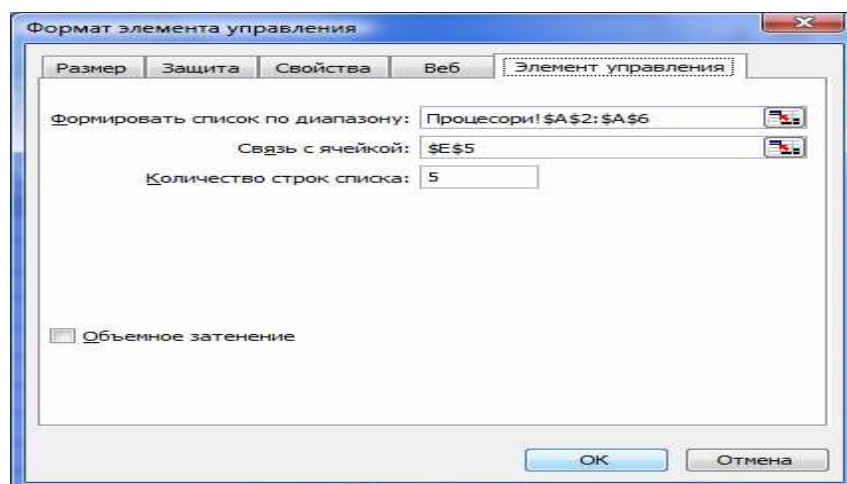 Формат элемента управления
Размер Защита Свойства Веб Элемент управления
Формировать список по диапазону: Процесори!$A$2:$A$6
Связь с ячейкой: $E$5
Количество строк списка: 5
Объемное затенение
ОК Отмена